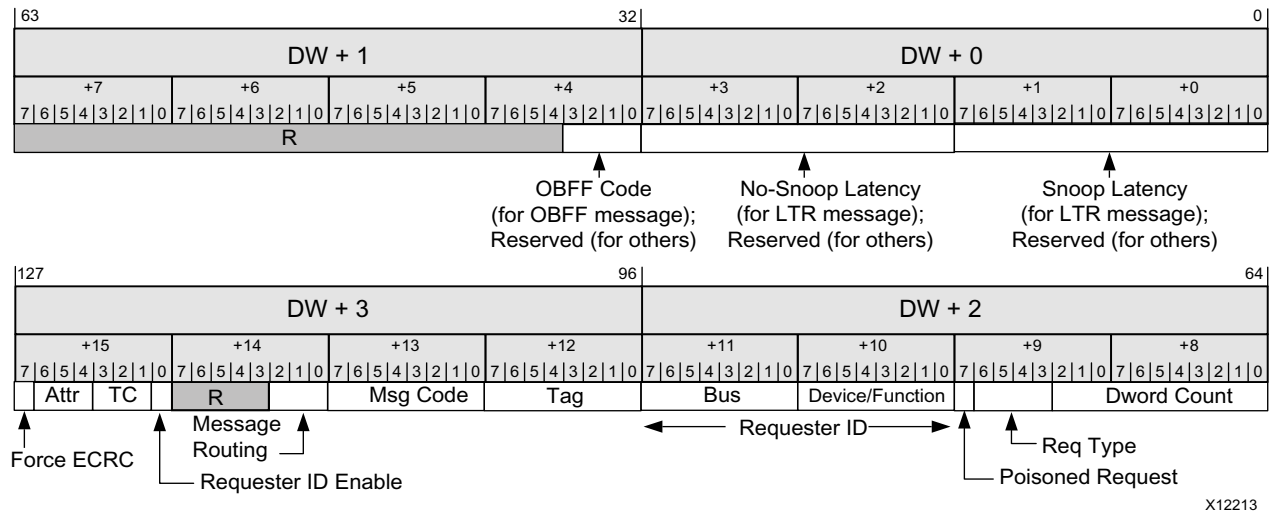 63 32 0
DW + 1 DW + 0
+7 +6 +5 +4 +3 +2 +1 +0
7 6 5 4 3 2 1 0 7 6 5 4 3 2 1 0 7 6 5 4 3 2 1 0 7 6 5 4 3 2 1 0 7 6 5 4 3 2 1 0 7 6 5 4 3 2 1 0 7 6 5 4 3 2 1 0 7 6 5 4 3 2 1 0
R
OBFF Code
(for OBFF message);
Reserved (for others)
No-Snoop Latency
(for LTR message);
Reserved (for others)
Snoop Latency
(for LTR message);
Reserved (for others)
127 96 64
DW + 3 DW + 2
+15 +14 +13 +12 +11 +10 +9 +8
7 6 5 4 3 2 1 0 7 6 5 4 3 2 1 0 7 6 5 4 3 2 1 0 7 6 5 4 3 2 1 0 7 6 5 4 3 2 1 0 7 6 5 4 3 2 1 0 7 6 5 4 3 2 1 0 7 6 5 4 3 2 1 0
Attr TC R Msg Code Tag Bus Device/Function Dword Count
Message
Routing
Requester ID
Req Type
Force ECRC
Poisoned Request
Requester ID Enable
X12213